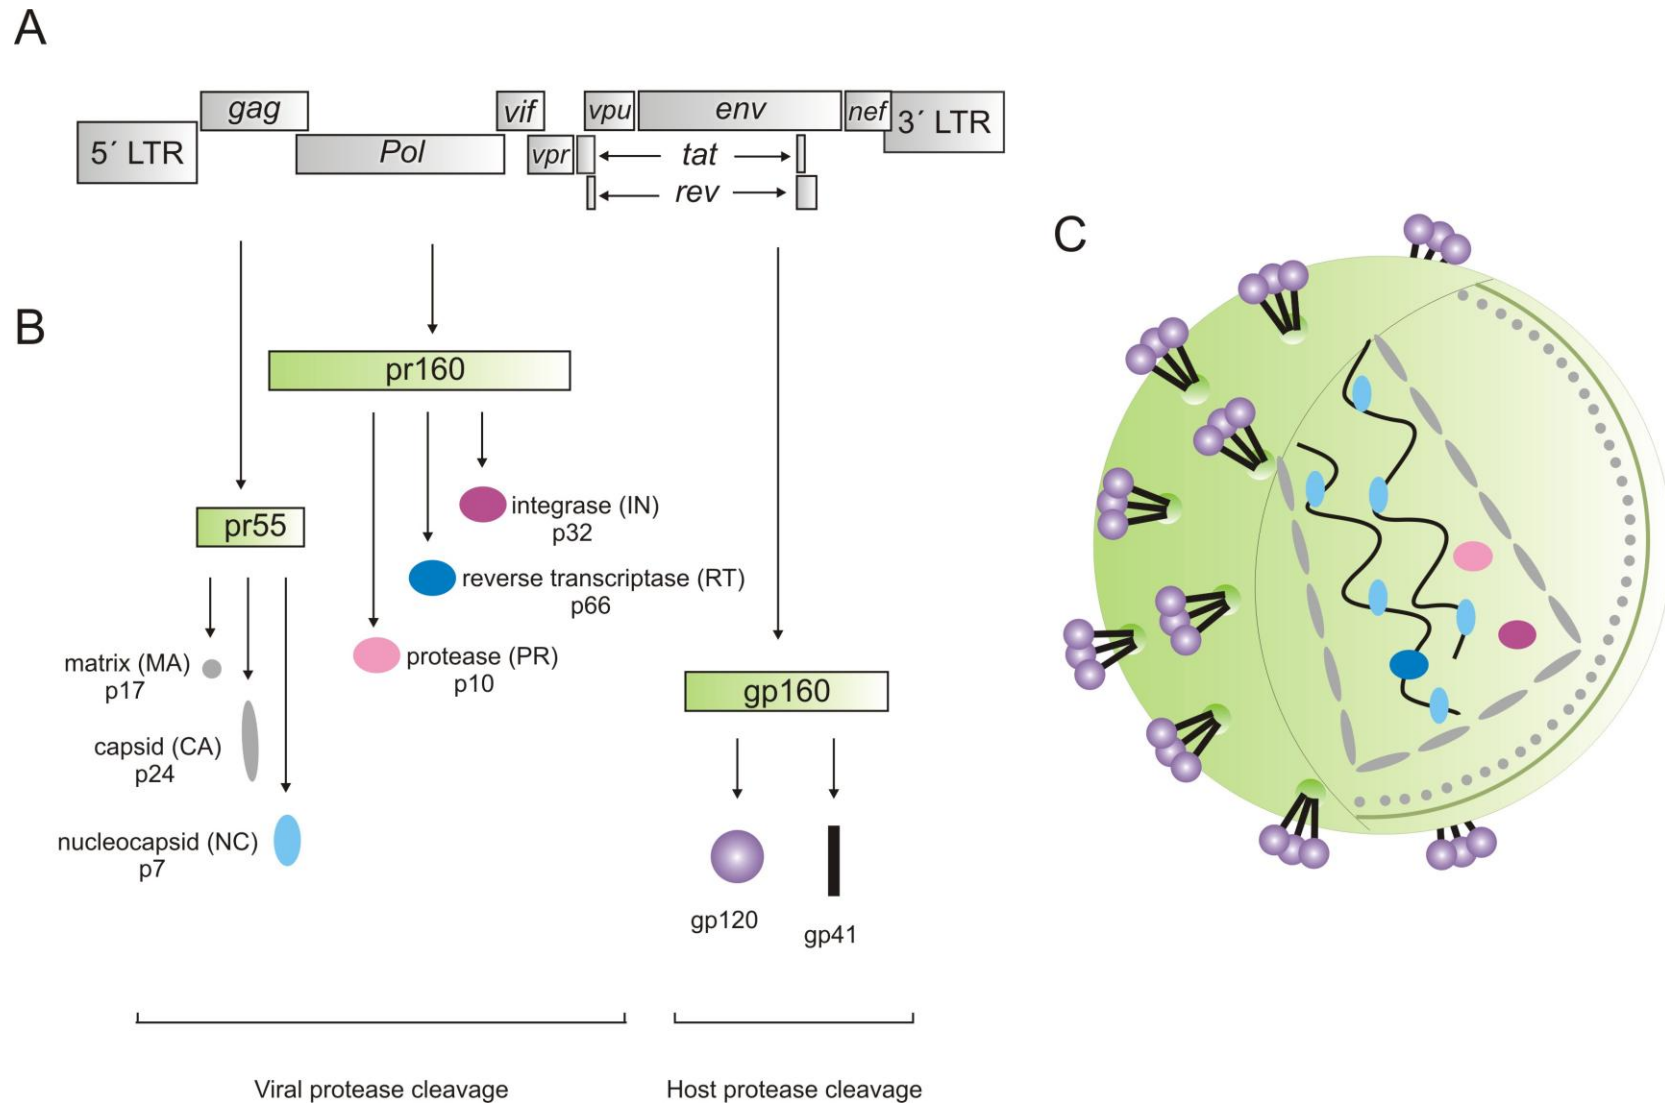 A
gag
vif
vpu
env
nef
5´ LTR
3´ LTR
Pol
vpr
tat
rev
C
B
pr160
pr55
integrase (IN)
p32
reverse transcriptase (RT)
p66
protease (PR)
p10
matrix (MA)
p17
capsid (CA)
p24
nucleocapsid (NC)
p7
gp160
gp120
gp41
Viral protease cleavage
Host protease cleavage